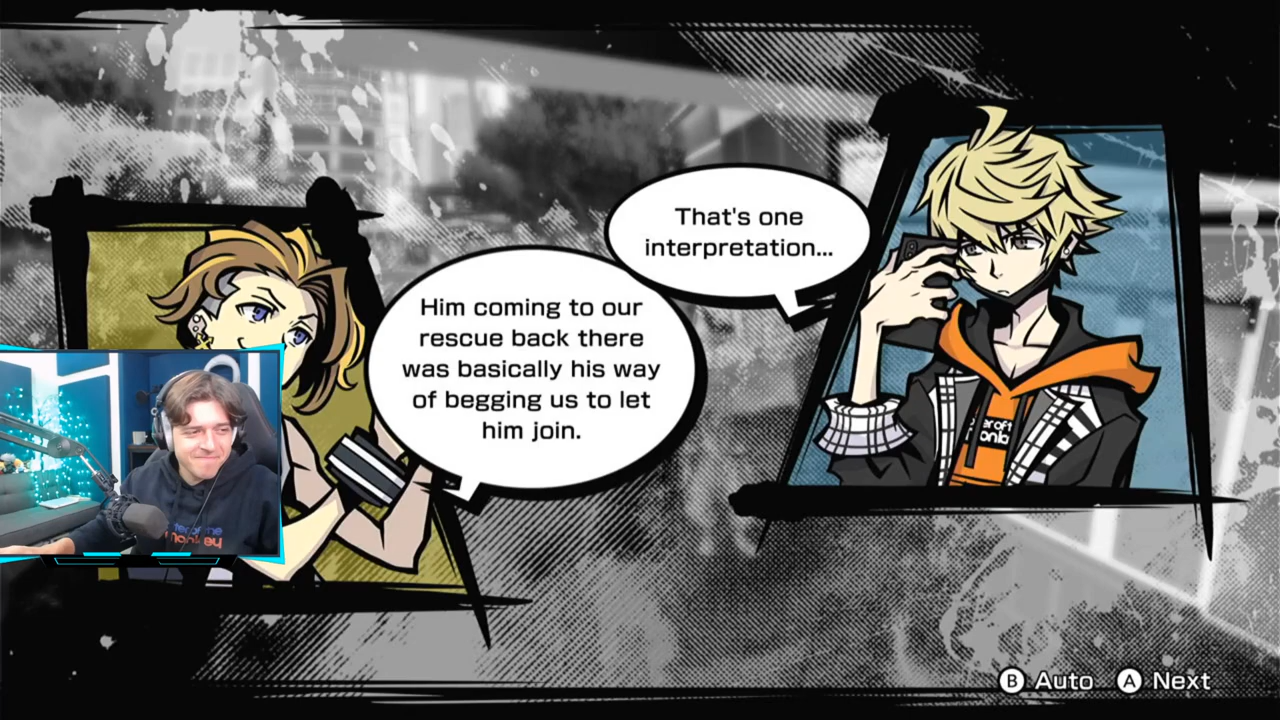 That's one
interpretation...
Him coming to our
rescue back there
was basically his way
of begging us to let
him join.
B Auto A Next